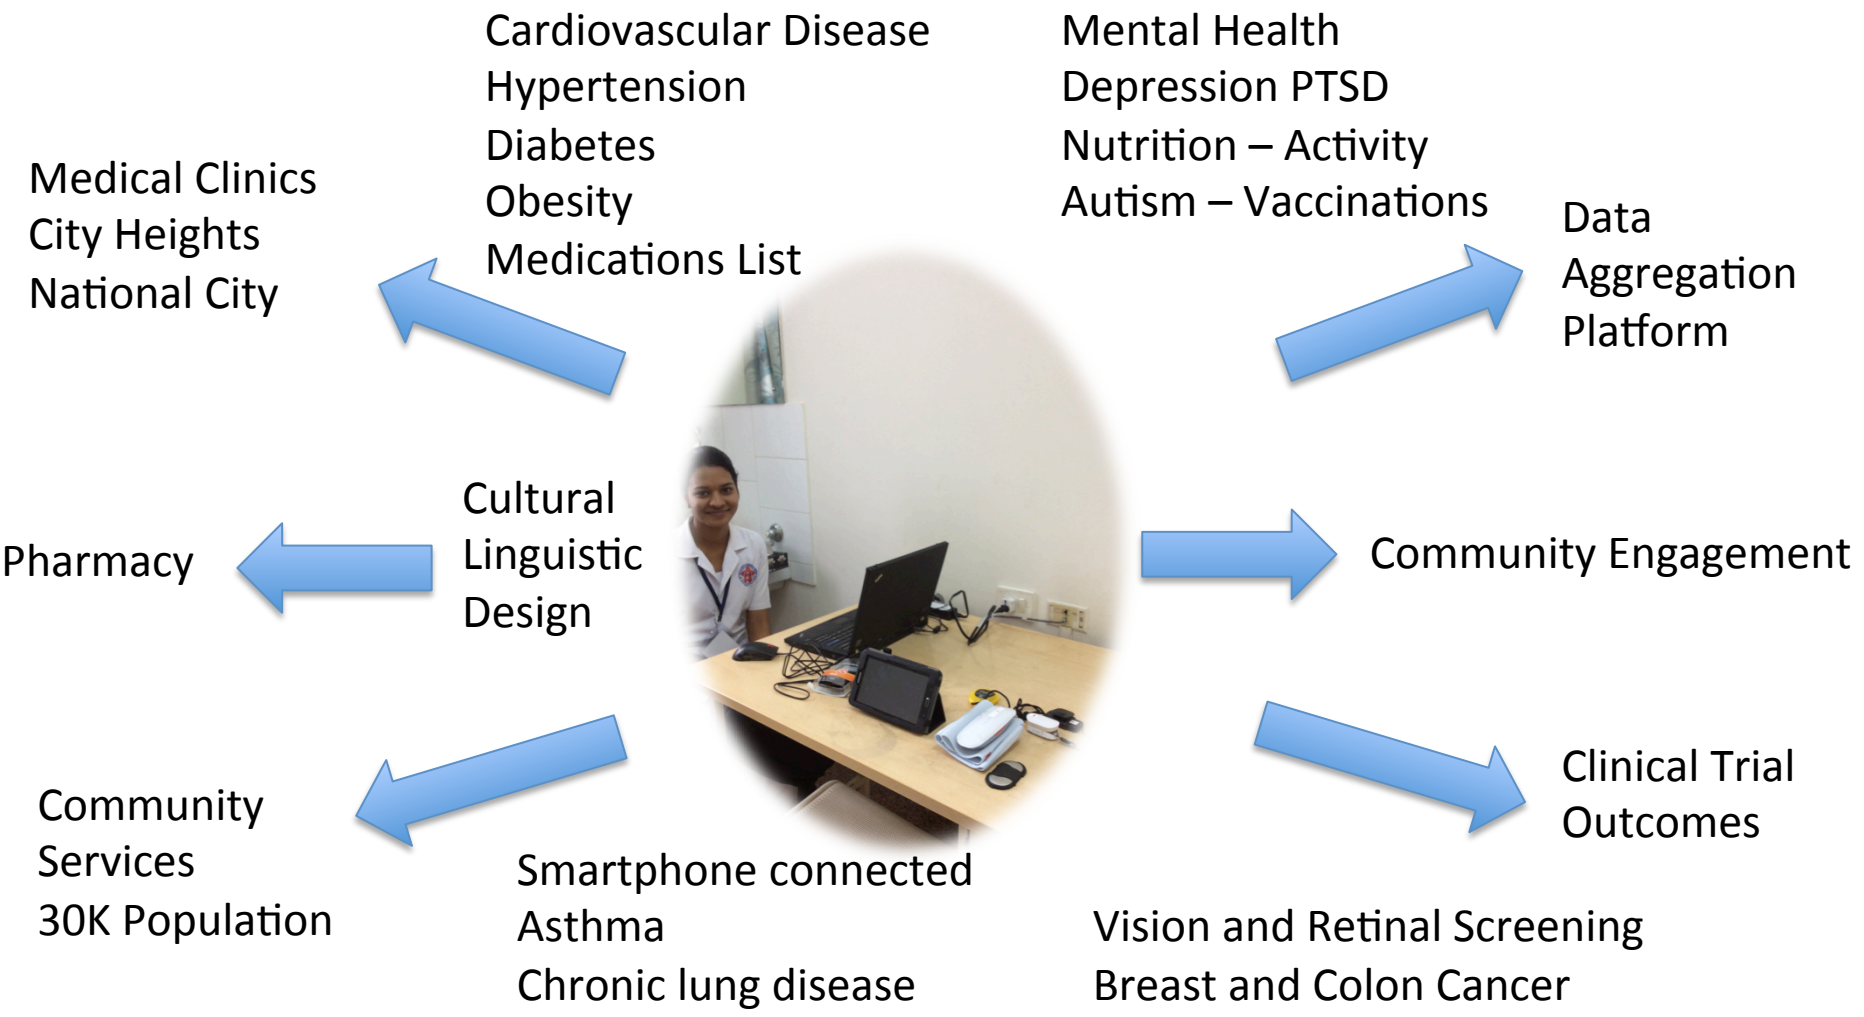 Cardiovascular Disease
Hypertension
Diabetes
Obesity
Medications List
Mental Health
Depression PTSD
Nutrition – Activity
Autism – Vaccinations
Medical Clinics
City Heights
National City
Data
Aggregation
Platform
Pharmacy
Cultural
Linguistic
Design
Community Engagement
Community
Services
30K Population
Clinical Trial
Outcomes
Smartphone connected
Asthma
Chronic lung disease
Vision and Retinal Screening
Breast and Colon Cancer